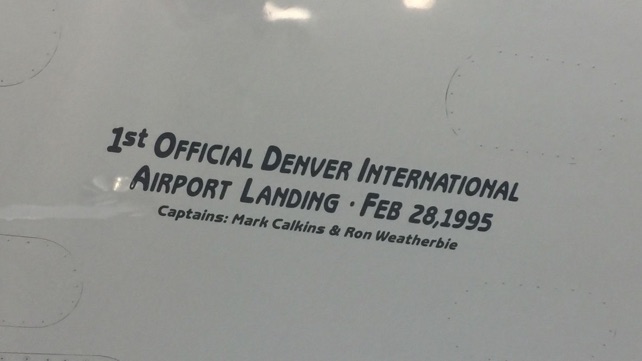 1st Official Denver International
Airport Landing · Feb 28,1995
Captains: Mark Calkins & Ron Weatherbie